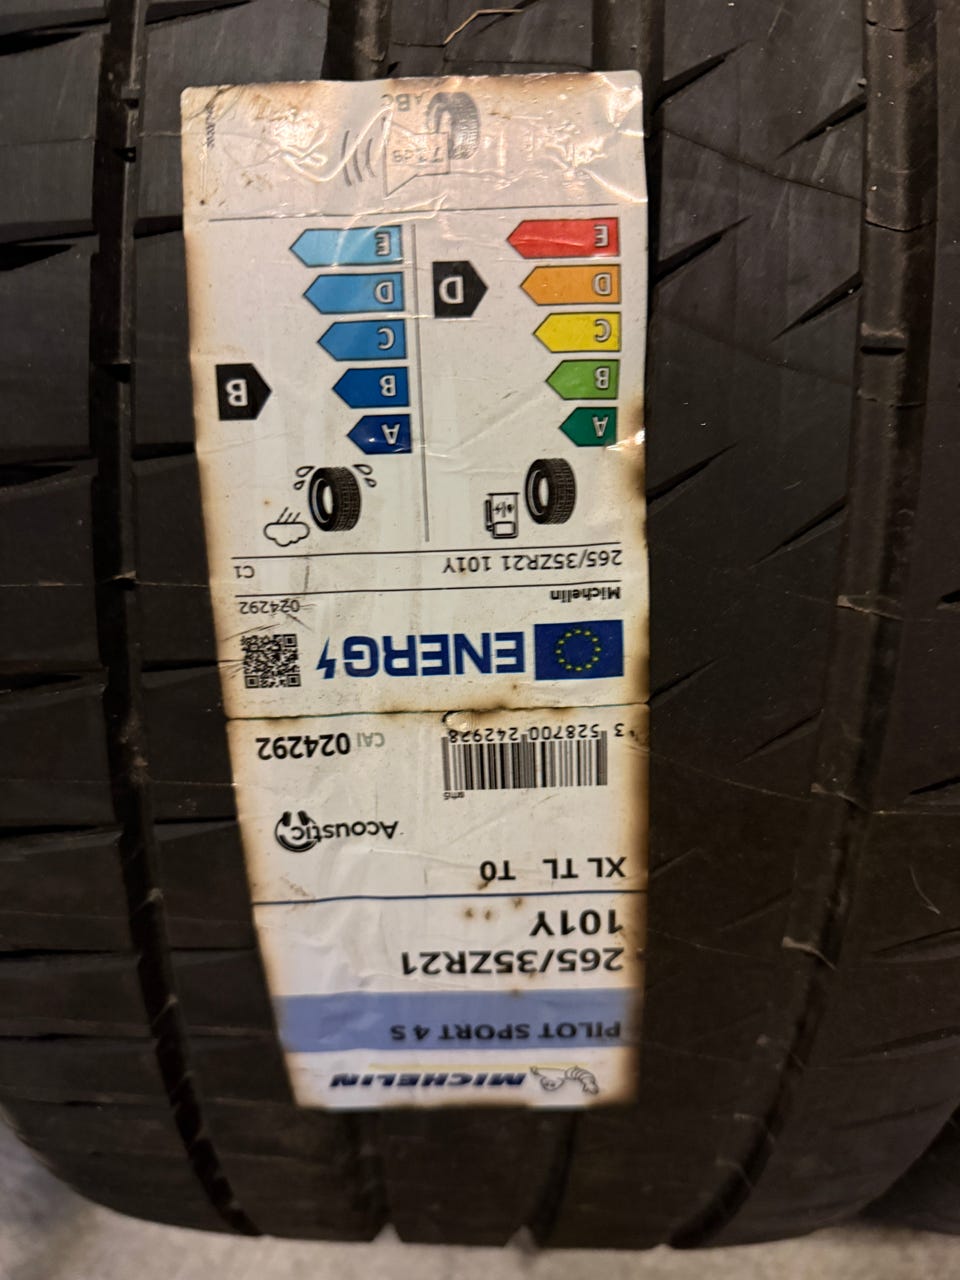 MICHELIN
PILOT SPORT 4 S
265/35ZR21
101Y
XL TL T0
Acoustic
sms
3 528700 242928
CAI 024292
ENERG
Michelin
024292
265/35ZR21 101Y
C1
A
B
C
D
E
D
A
B
C
D
E
B
ABC